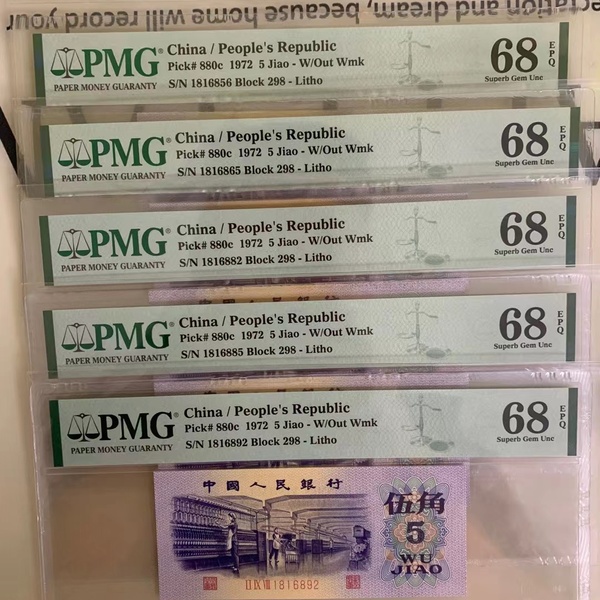 ectation and dream, because home will record your
PMG
PAPER MONEY GUARANTY
China / People's Republic
Pick# 880c 1972 5 Jiao - W/Out Wmk
S/N 1816856 Block 298 - Litho
68 EPQ
Superb Gem Unc
PMG
PAPER MONEY GUARANTY
China / People's Republic
Pick# 880c 1972 5 Jiao - W/Out Wmk
S/N 1816865 Block 298 - Litho
68 EPQ
Superb Gem Unc
PMG
PAPER MONEY GUARANTY
China / People's Republic
Pick# 880c 1972 5 Jiao - W/Out Wmk
S/N 1816882 Block 298 - Litho
68 EPQ
Superb Gem Unc
PMG
PAPER MONEY GUARANTY
China / People's Republic
Pick# 880c 1972 5 Jiao - W/Out Wmk
S/N 1816885 Block 298 - Litho
68 EPQ
Superb Gem Unc
PMG
PAPER MONEY GUARANTY
China / People's Republic
Pick# 880c 1972 5 Jiao - W/Out Wmk
S/N 1816892 Block 298 - Litho
68 EPQ
Superb Gem Unc
中國人民銀行
伍角
5
WU
JIAO
II IX VIII 1816892